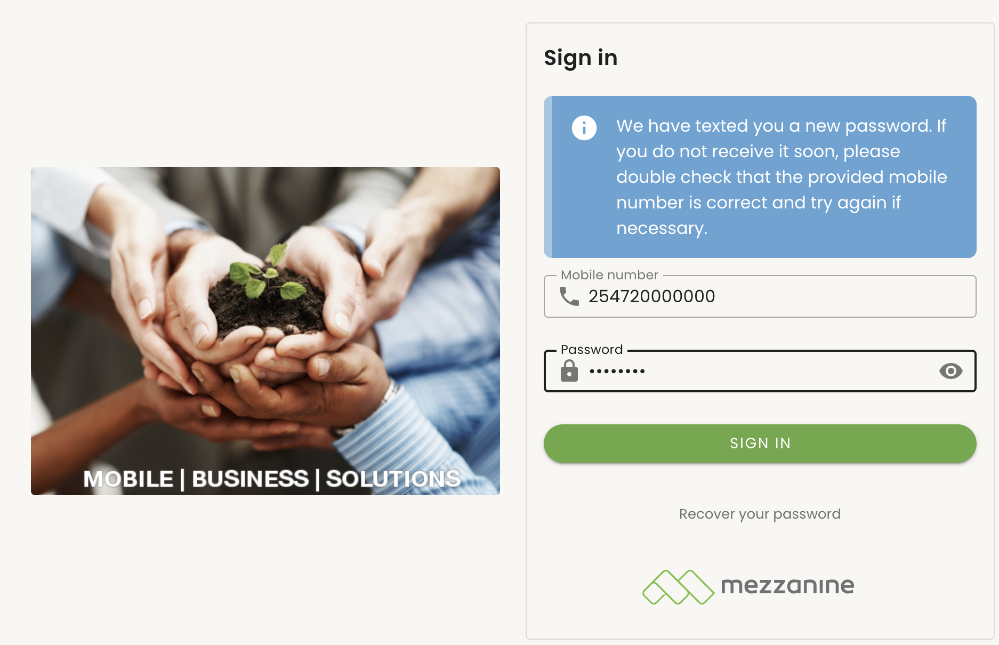 Sign in
We have texted you a new password. If
you do not receive it soon, please
double check that the provided mobile
number is correct and try again if
necessary.
Mobile number
254720000000
Password
••••••••
SIGN IN
Recover your password
mezzanine
MOBILE | BUSINESS | SOLUTIONS